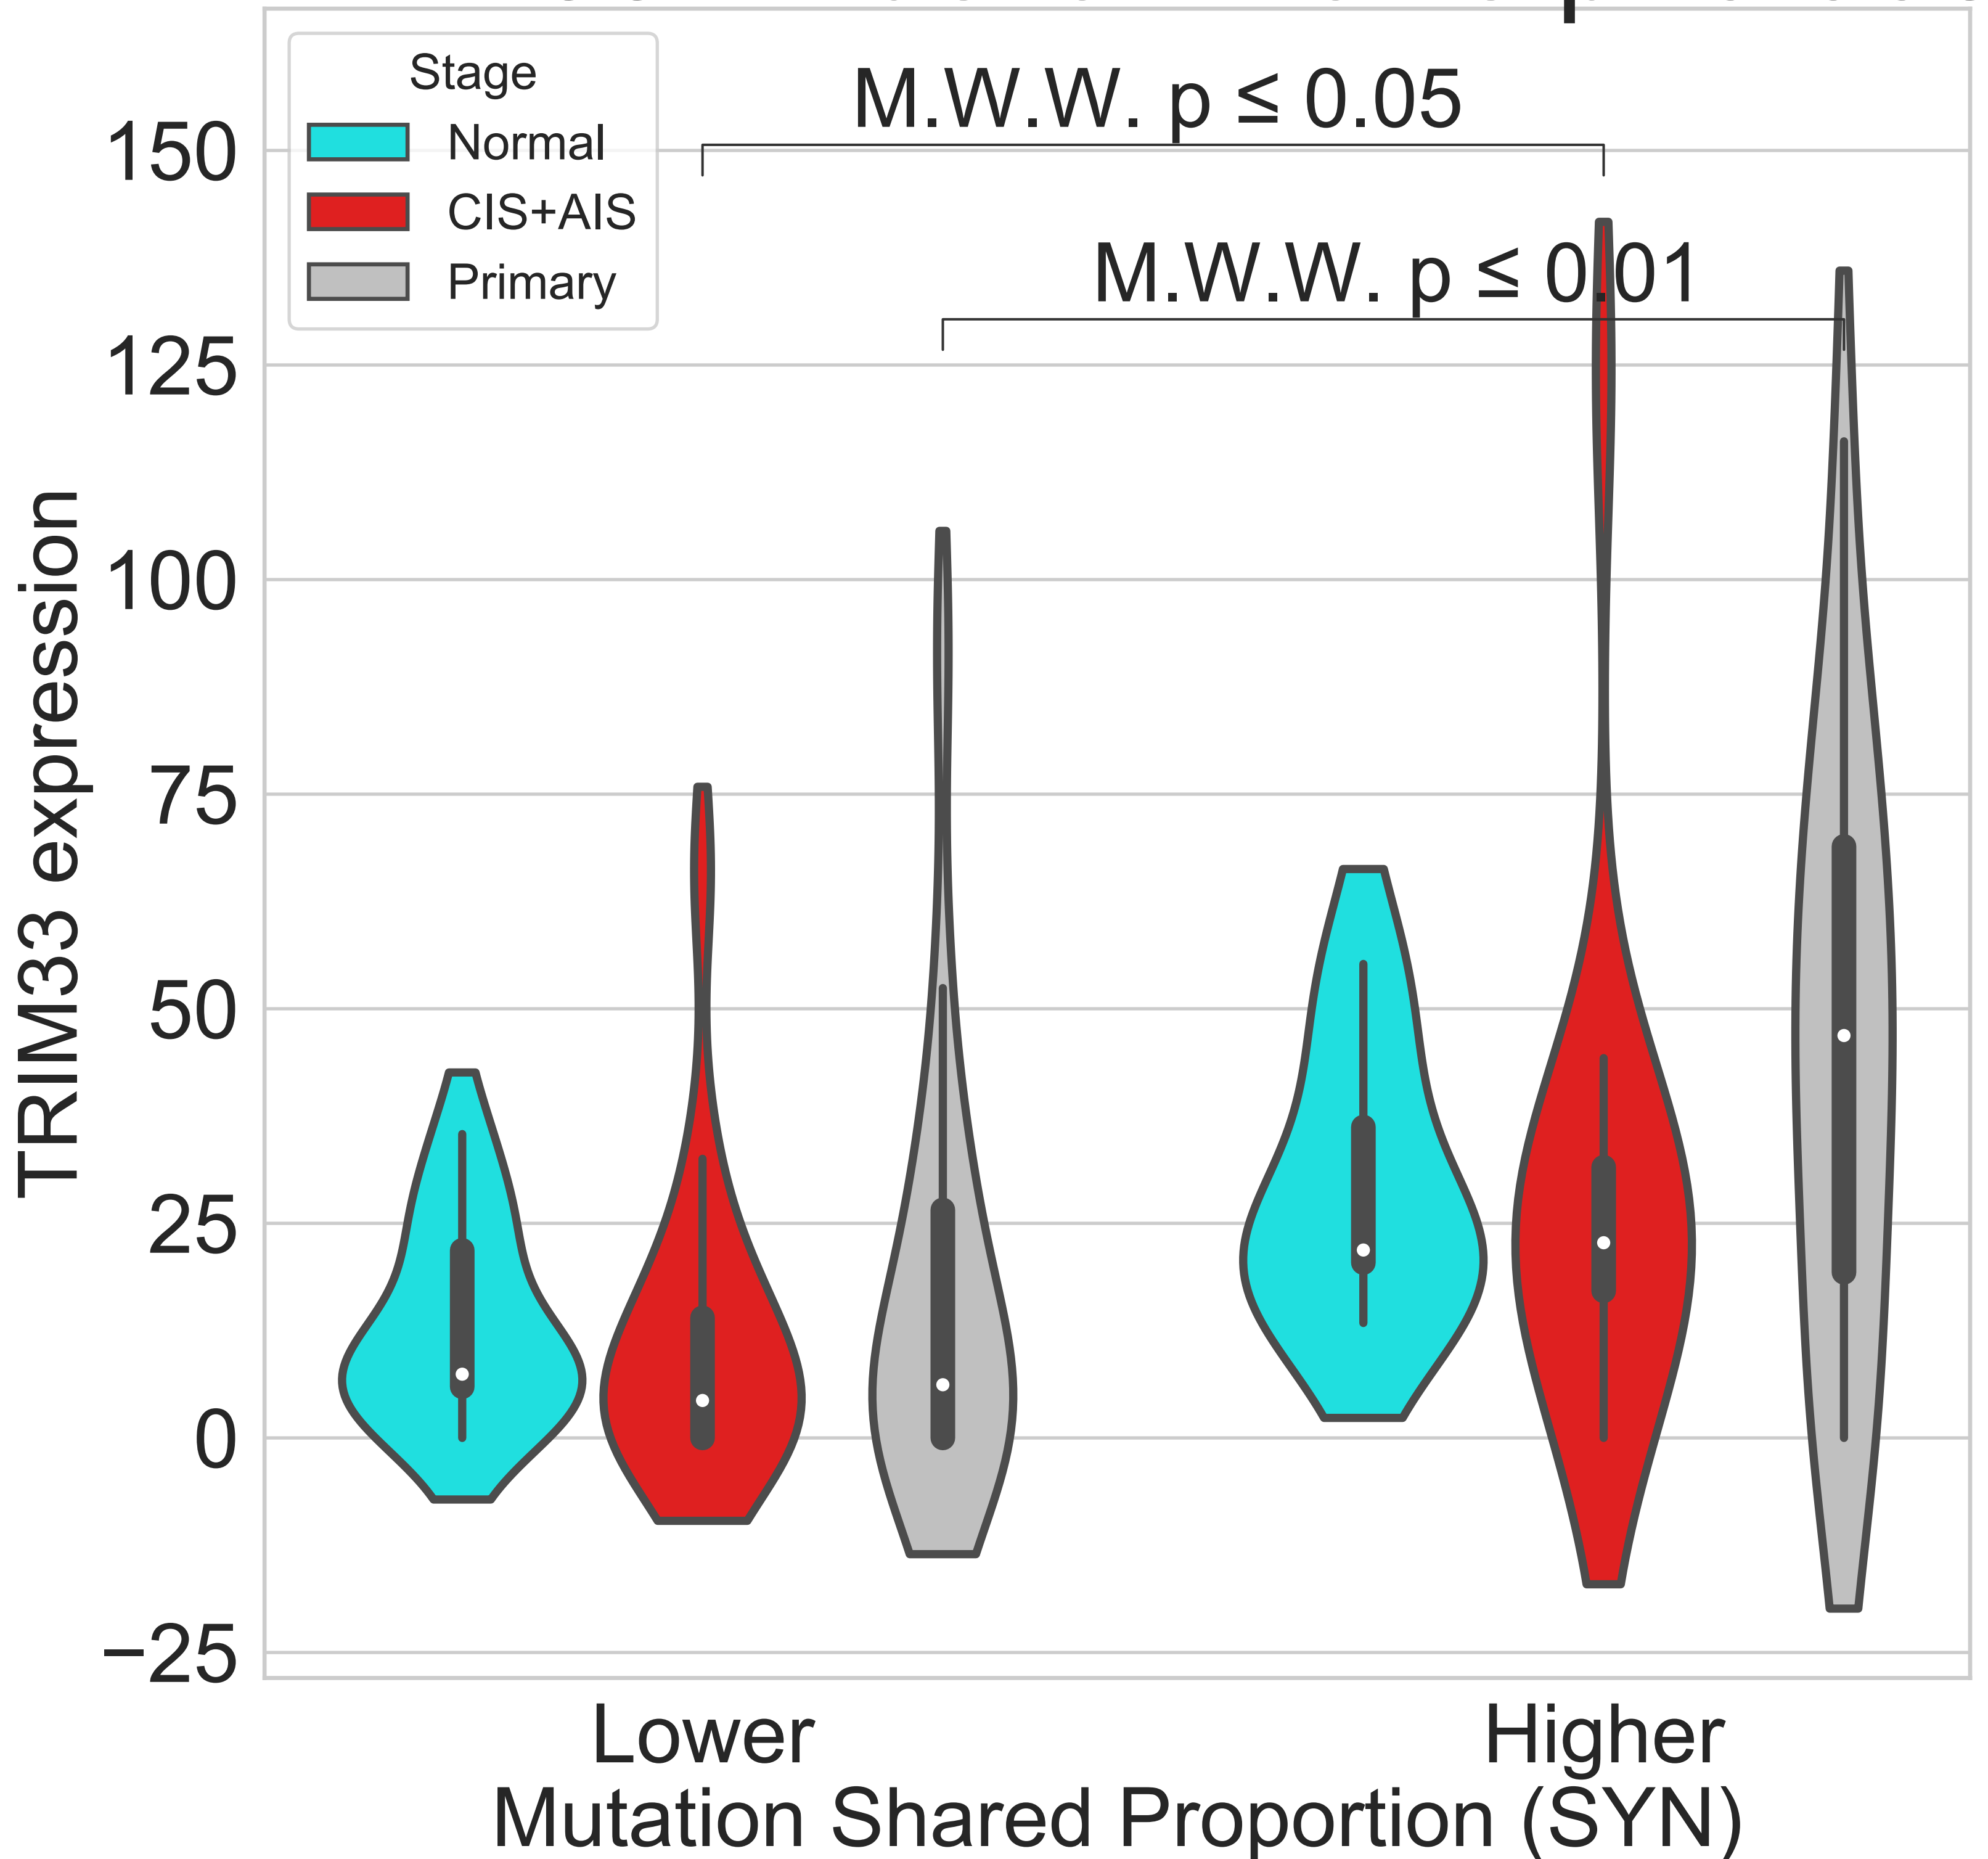 Stage
Normal
CIS+AIS
Primary
M.W.W. p ≤ 0.05
M.W.W. p ≤ 0.01
150
125
100
75
50
25
0
−25
TRIM33 expression
Lower
Higher
Mutation Shared Proportion (SYN)